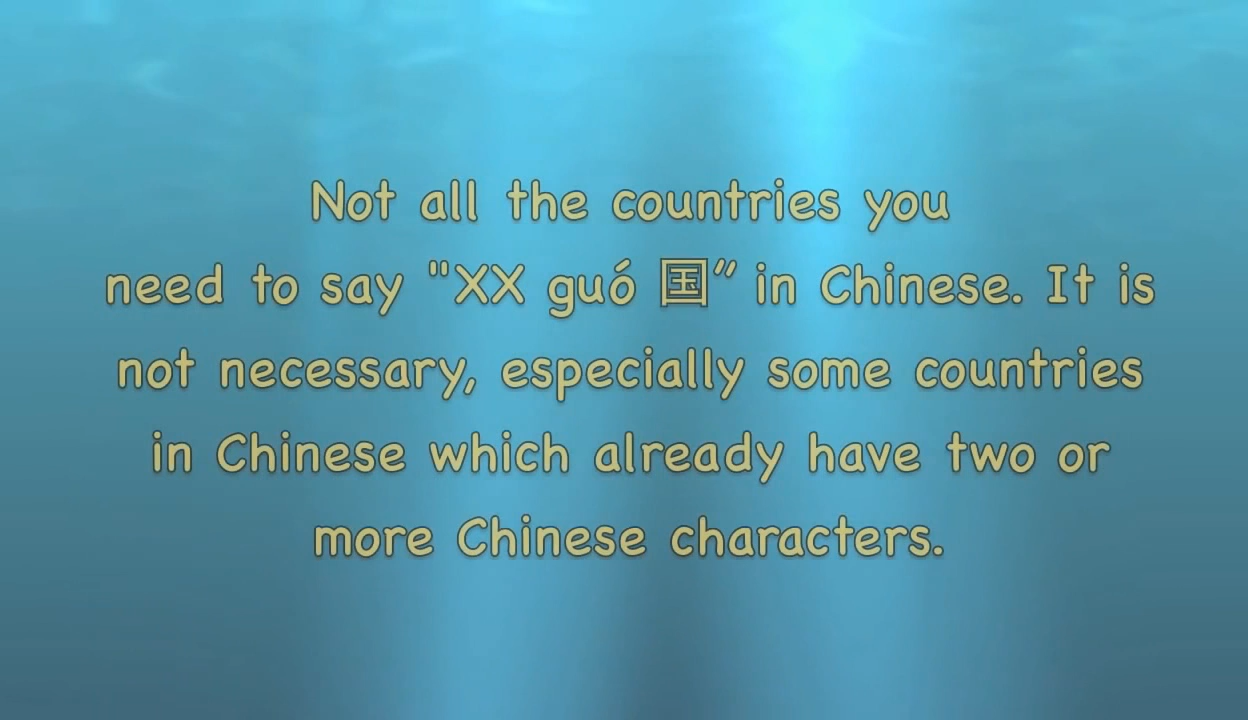 Not all the countries you
need to say "XX guó 国” in Chinese. It is
not necessary, especially some countries
in Chinese which already have two or
more Chinese characters.